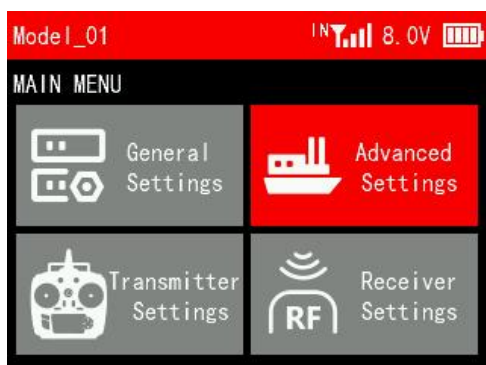 Model_01 IN 8.0V
MAIN MENU
General
Settings
Advanced
Settings
Transmitter
Settings
RF
Receiver
Settings